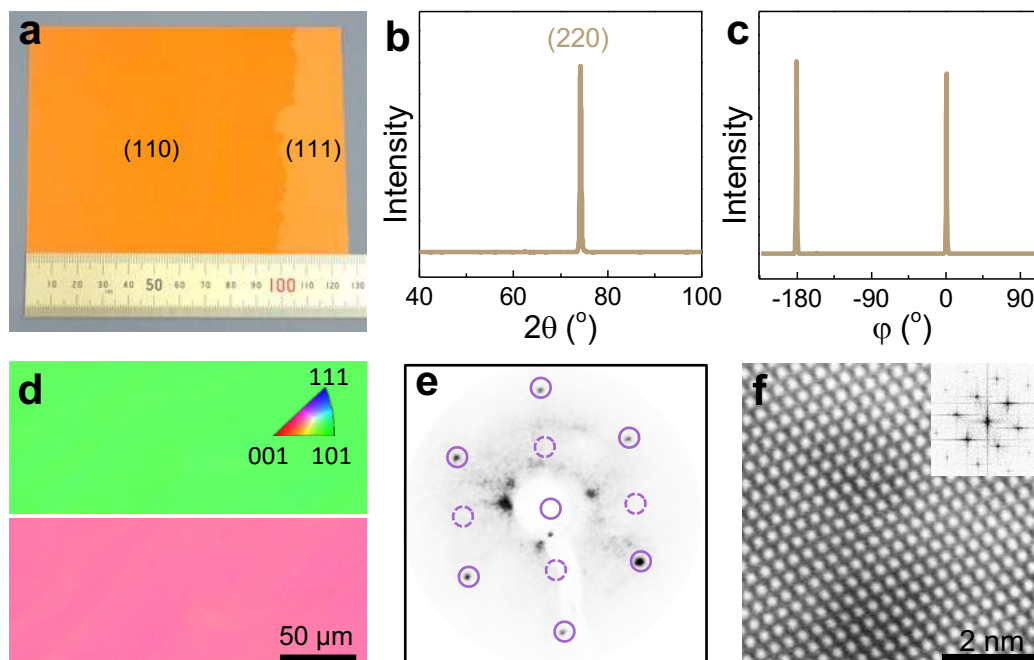 a
(110)
(111)
10 20 30 40 50 60 70 80 90 100 110 120 130
b
(220)
Intensity
40 60 80 100
2θ (°)
c
Intensity
-180 -90 0 90
φ (°)
d
111
001 101
50 μm
e
f
2 nm